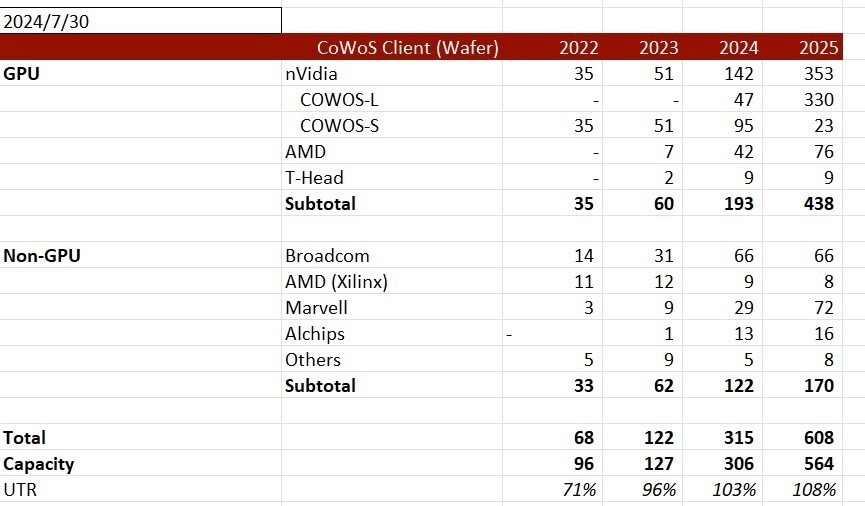 2024/7/30
CoWoS Client (Wafer) 2022 2023 2024 2025
GPU nVidia 35 51 142 353
COWOS-L - - 47 330
COWOS-S 35 51 95 23
AMD - 7 42 76
T-Head - 2 9 9
Subtotal 35 60 193 438
Non-GPU Broadcom 14 31 66 66
AMD (Xilinx) 11 12 9 8
Marvell 3 9 29 72
Alchips - 1 13 16
Others 5 9 5 8
Subtotal 33 62 122 170
Total 68 122 315 608
Capacity 96 127 306 564
UTR 71% 96% 103% 108%